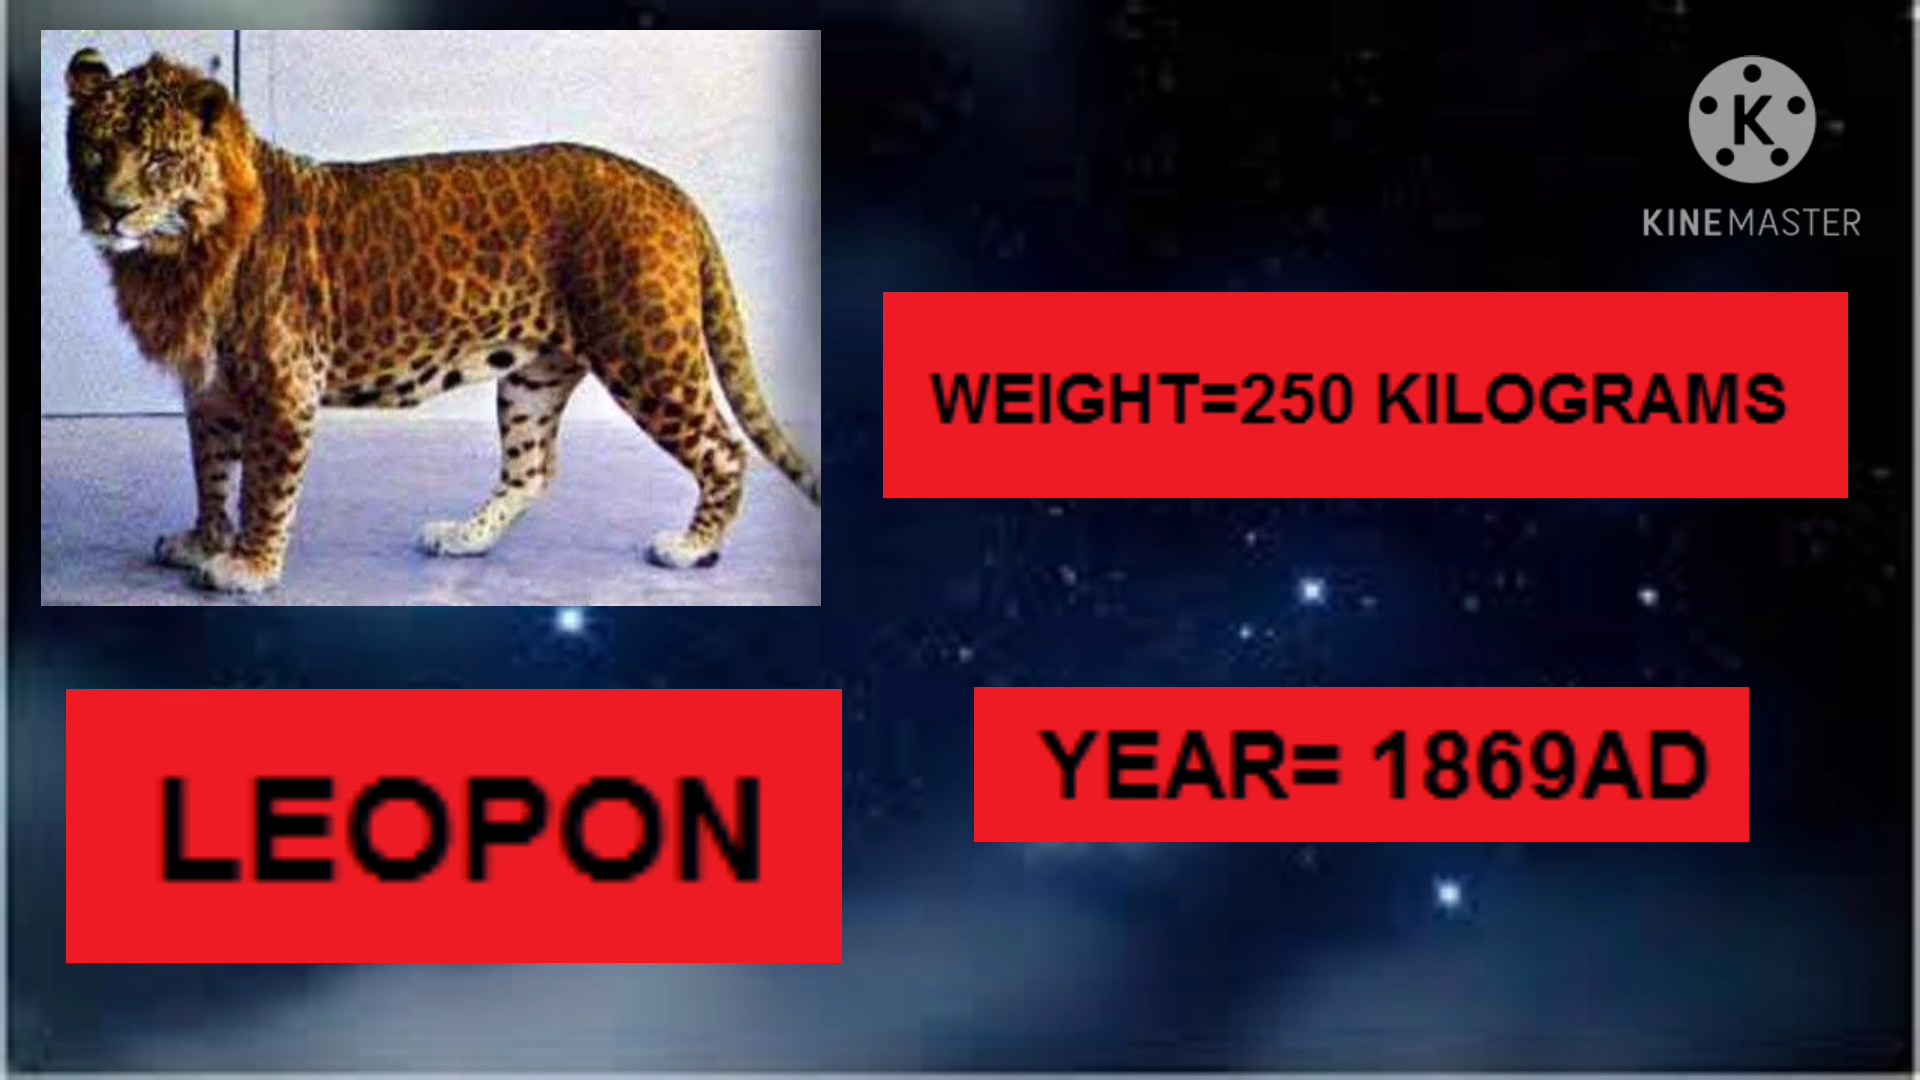 K
KINEMASTER
WEIGHT=250 KILOGRAMS
LEOPON
YEAR= 1869AD